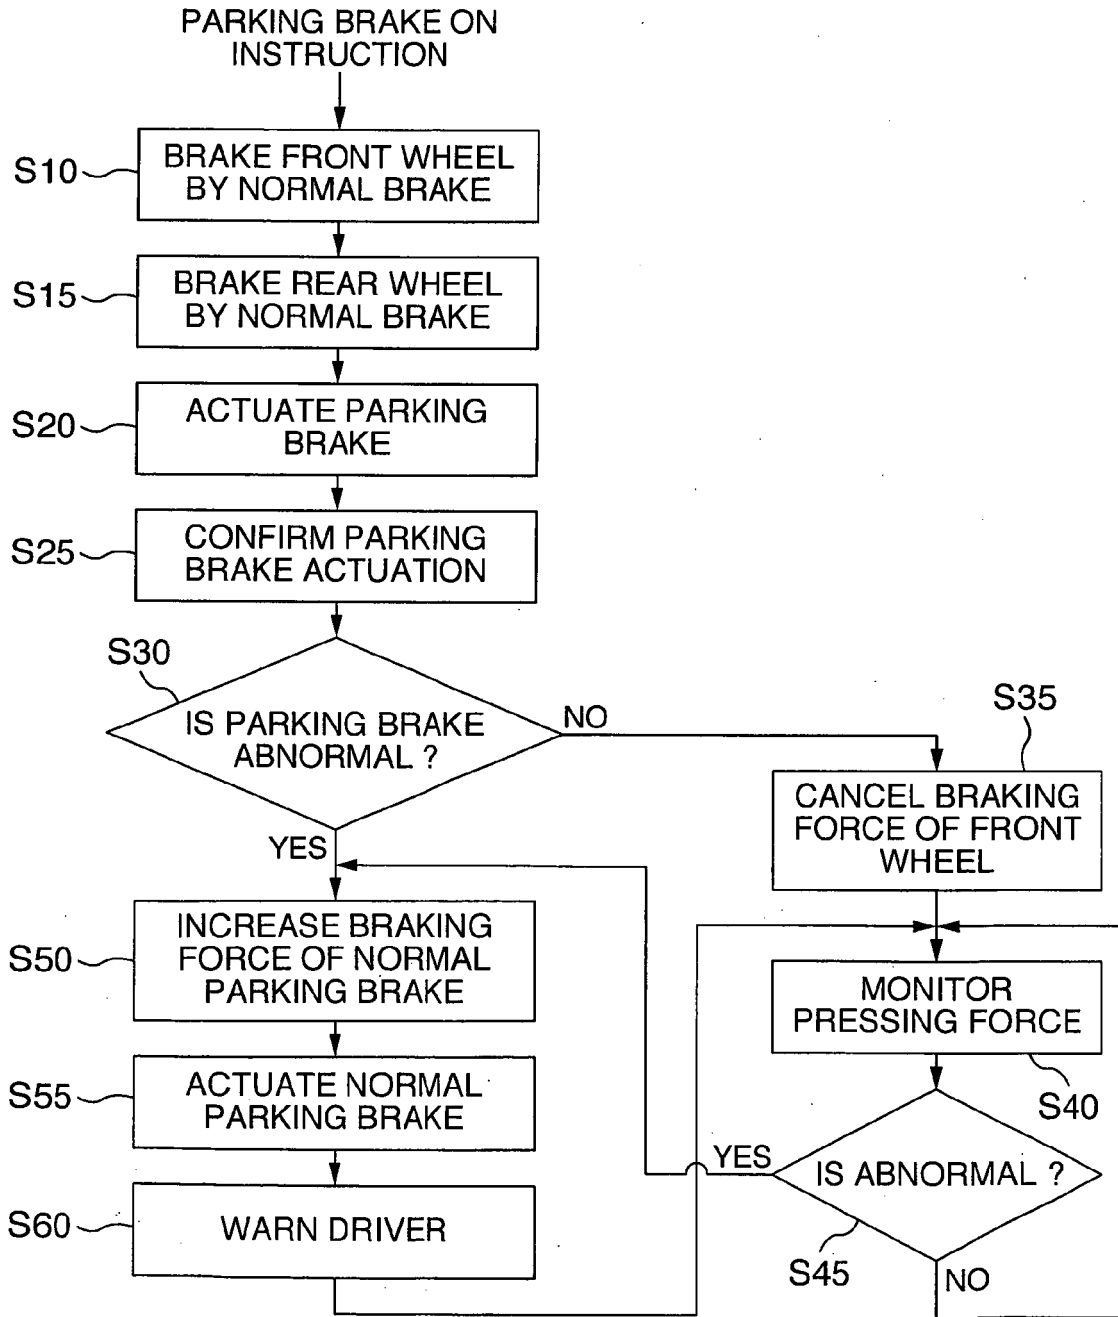 PARKING BRAKE ON
INSTRUCTION
S10
BRAKE FRONT WHEEL
BY NORMAL BRAKE
S15
BRAKE REAR WHEEL
BY NORMAL BRAKE
S20
ACTUATE PARKING
BRAKE
S25
CONFIRM PARKING
BRAKE ACTUATION
S30
IS PARKING BRAKE
ABNORMAL ?
NO
YES
S35
CANCEL BRAKING
FORCE OF FRONT
WHEEL
S50
INCREASE BRAKING
FORCE OF NORMAL
PARKING BRAKE
MONITOR
PRESSING FORCE
S40
S55
ACTUATE NORMAL
PARKING BRAKE
YES
IS ABNORMAL ?
S45
NO
S60
WARN DRIVER